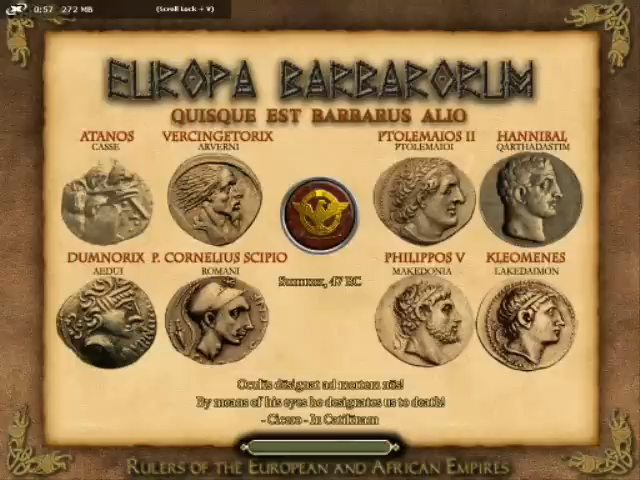 0:57 272 MB (Scroll Lock + V)
EUROPA BARBARORUM
QUISQUE EST BARBARUS ALIO
ATANOS VERCINGETORIX PTOLEMAIOS II HANNIBAL
CASSE ARVERNI PTOLEMAIOI QARTHADASTIM
DUMNORIX P. CORNELIUS SCIPIO PHILIPPOS V KLEOMENES
AEDUI ROMANI MAKEDONIA LAKEDAIMON
Summer, 47 BC
Oculis designat ad mortem nos!
By means of his eyes he designates us to death!
- Cicero - In Catilinam
RULERS OF THE EUROPEAN AND AFRICAN EMPIRES